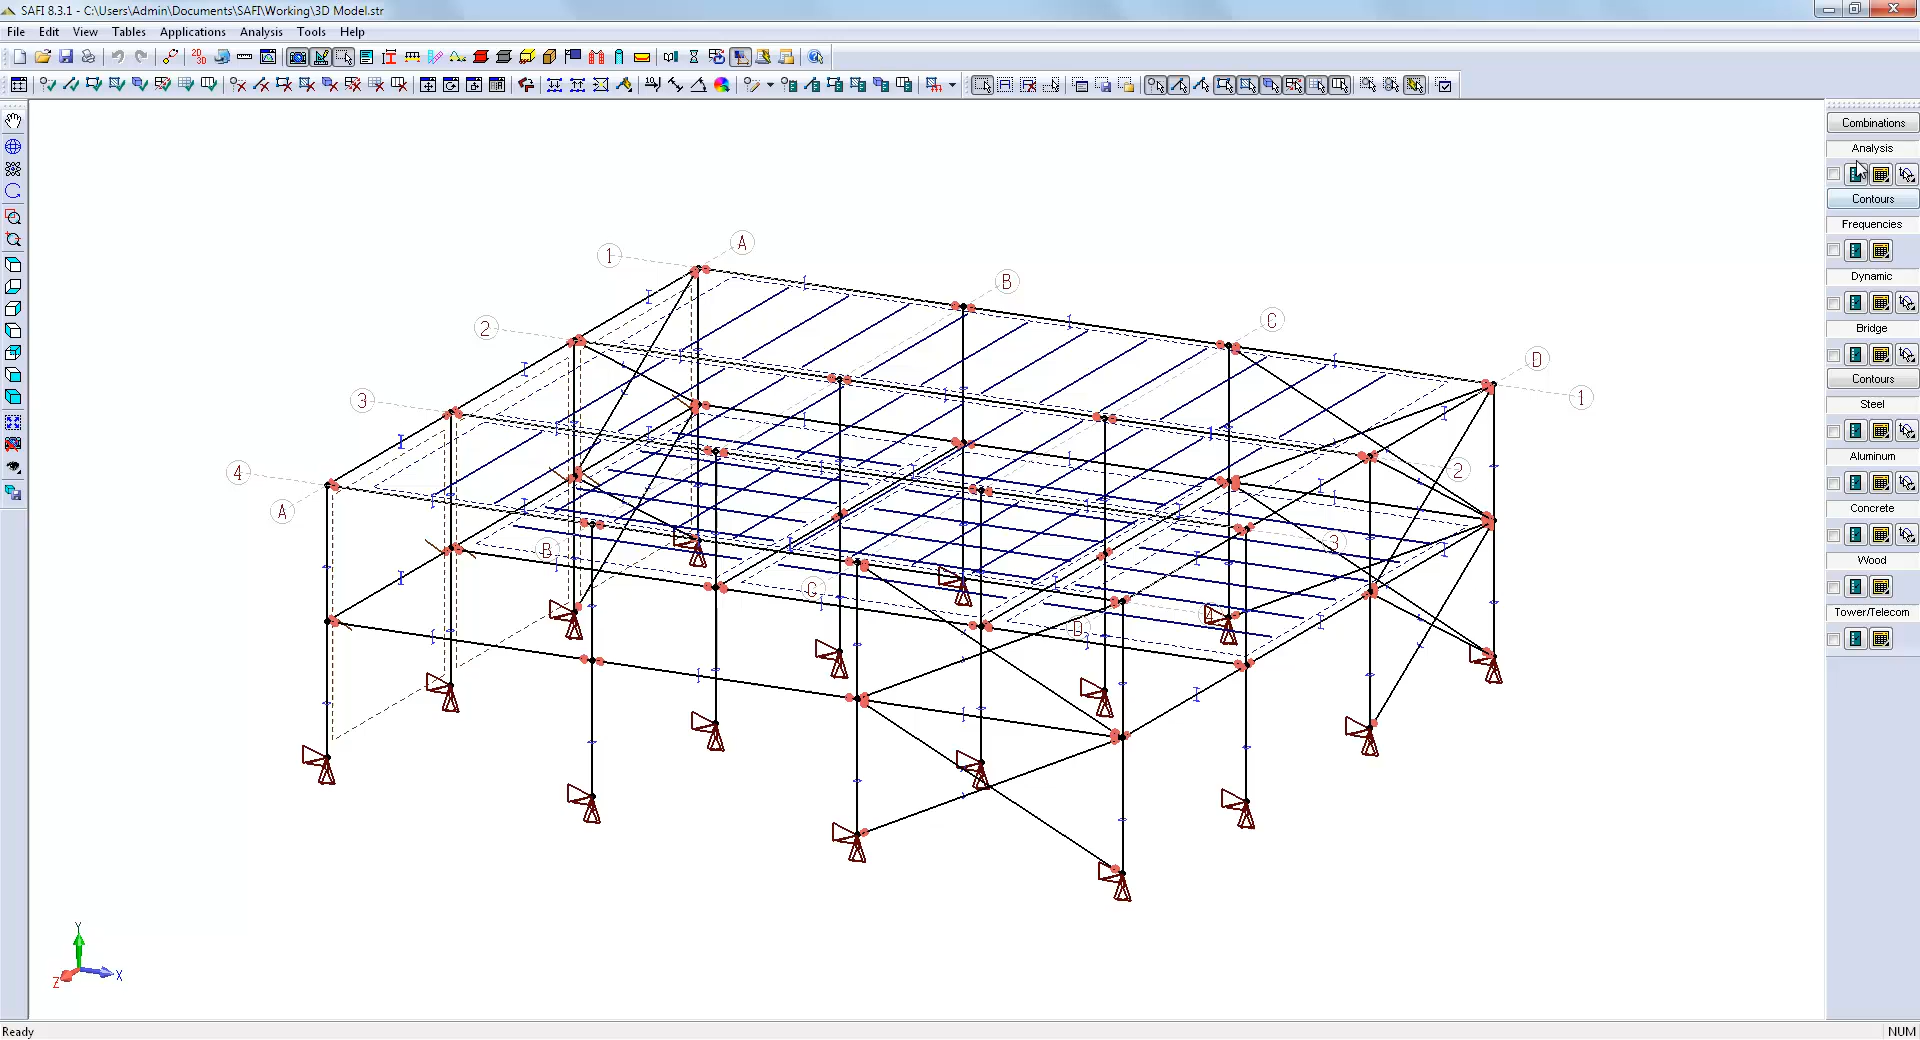 SAFI 8.3.1 - C:\Users\Admin\Documents\SAFI\Working\3D Model.str
File Edit View Tables Applications Analysis Tools Help
Combinations
Analysis
Contours
Frequencies
Dynamic
Bridge
Contours
Steel
Aluminum
Concrete
Wood
Tower/Telecom
1 A
B
2 C
D
3 1
4 2
A
B 3
C 4
D
Y
Z X
Ready NUM